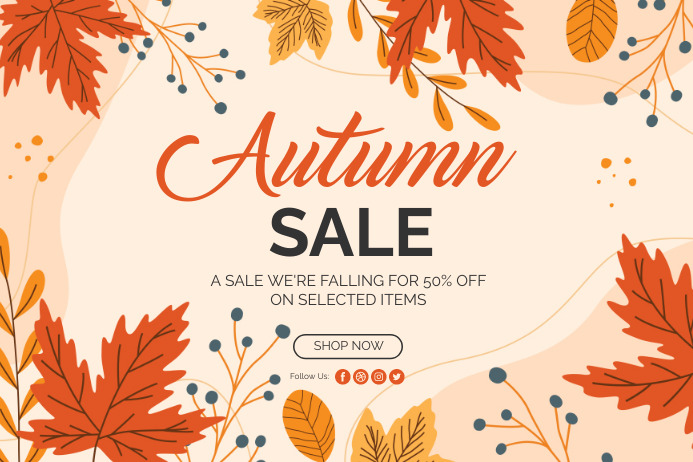 Autumn
SALE
A SALE WE'RE FALLING FOR 50% OFF
ON SELECTED ITEMS
SHOP NOW
Follow Us: